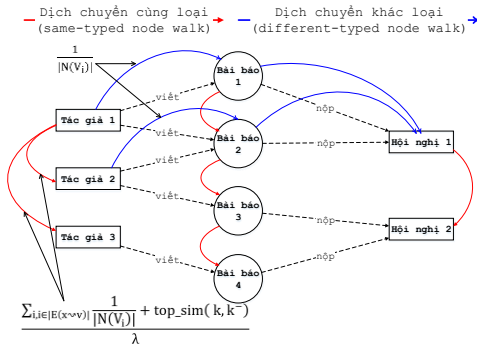 Dịch chuyển cùng loại
(same-typed node walk)
Dịch chuyển khác loại
(different-typed node walk)
1
|N(V_i)|
Bài báo
1
viết
nộp
Tác giả 1
viết
Bài báo
2
nộp
Hội nghị 1
viết
Tác giả 2
viết
Bài báo
3
nộp
Hội nghị 2
Tác giả 3
viết
nộp
Bài báo
4
∑_{i,i∈|E(x⤳v)|} 1/|N(V_i)| + top_sim( k, k⁻)
λ